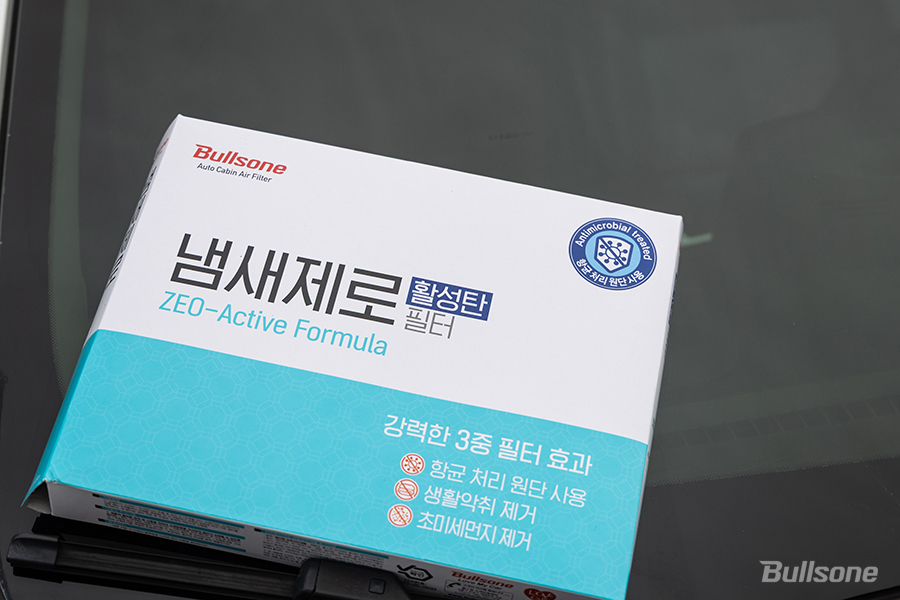 Bullsone
Auto Cabin Air Filter
Antimicrobial treated
항균 처리 원단 사용
냄새제로 활성탄 필터
ZEO-Active Formula
강력한 3중 필터 효과
항균 처리 원단 사용
생활악취 제거
초미세먼지 제거
Bullsone
Bullsone